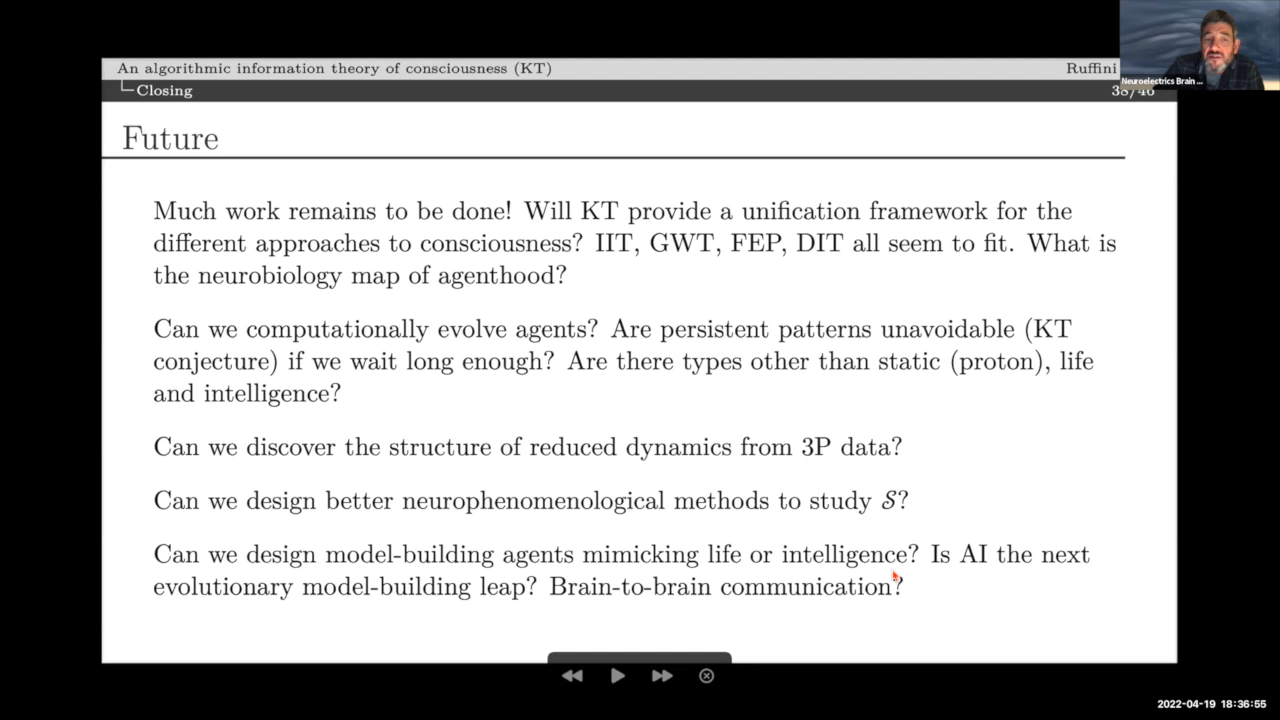 An algorithmic information theory of consciousness (KT)
Ruffini
Closing
38/46
Neuroelectrics Brain ...
Future
Much work remains to be done! Will KT provide a unification framework for the
different approaches to consciousness? IIT, GWT, FEP, DIT all seem to fit. What is
the neurobiology map of agenthood?
Can we computationally evolve agents? Are persistent patterns unavoidable (KT
conjecture) if we wait long enough? Are there types other than static (proton), life
and intelligence?
Can we discover the structure of reduced dynamics from 3P data?
Can we design better neurophenomenological methods to study 𝒮?
Can we design model-building agents mimicking life or intelligence? Is AI the next
evolutionary model-building leap? Brain-to-brain communication?
2022-04-19 18:36:55